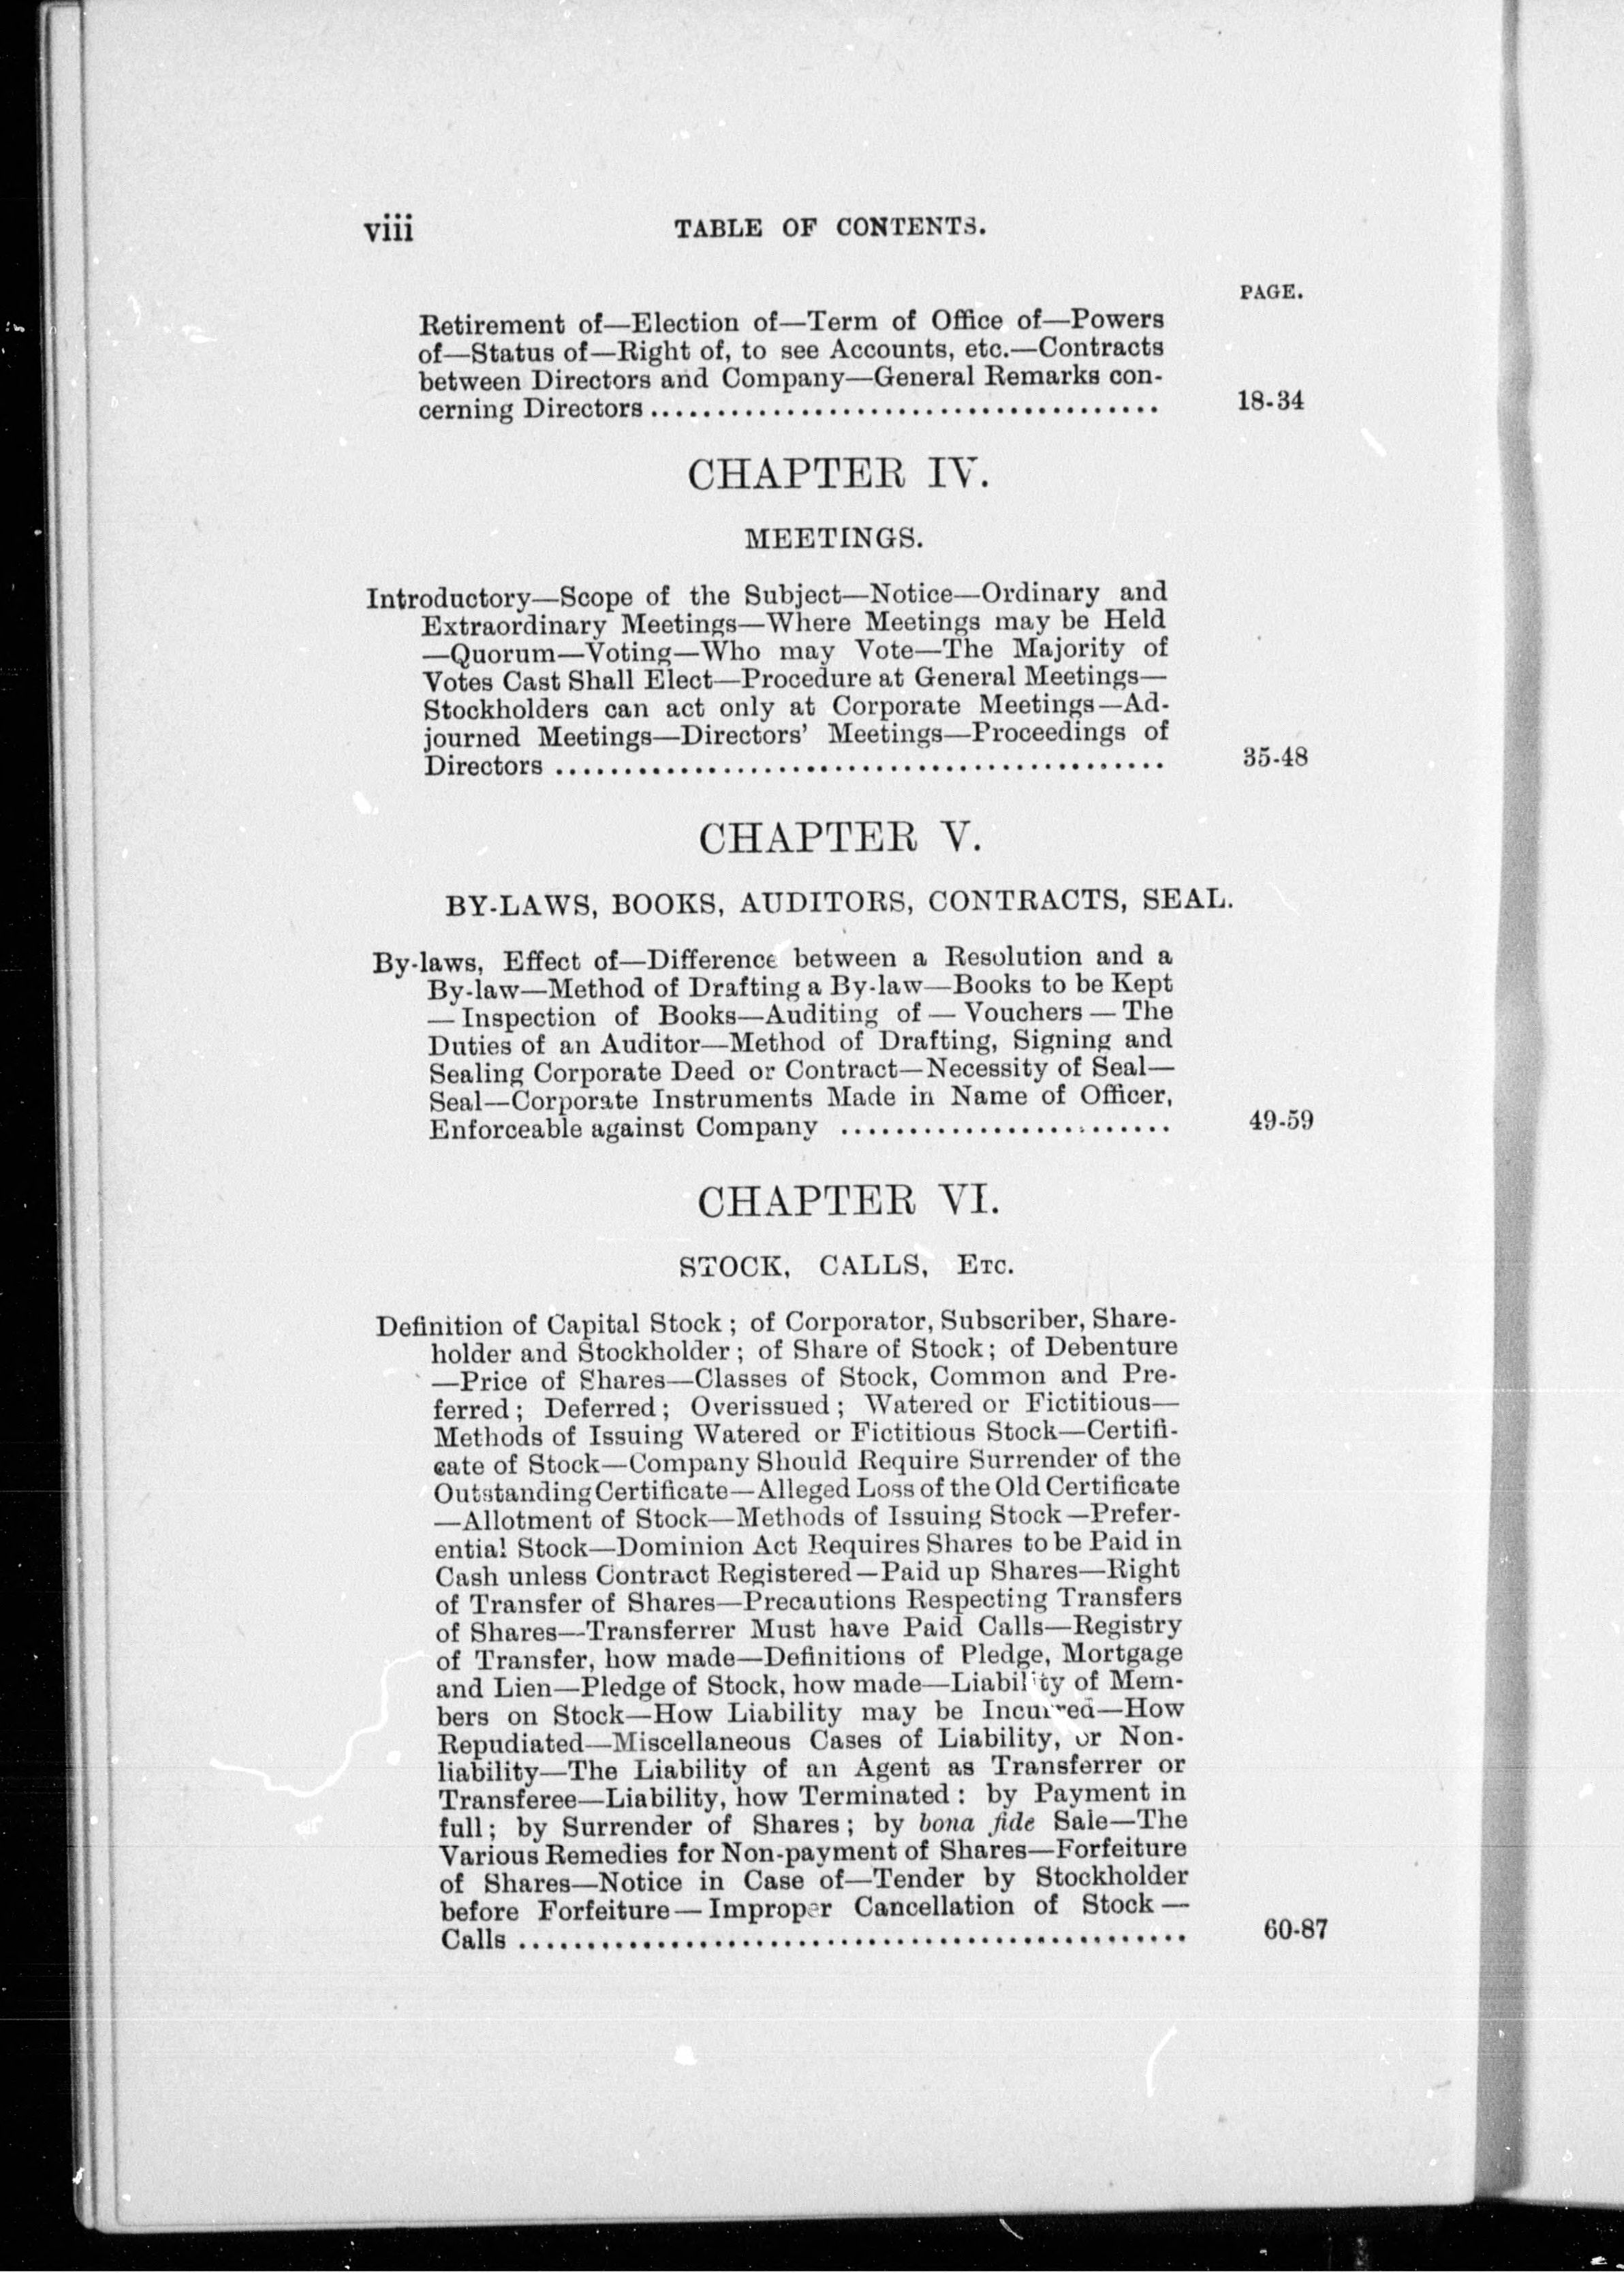 viii TABLE OF CONTENTS.
PAGE.
Retirement of—Election of—Term of Office of—Powers
of—Status of—Right of, to see Accounts, etc.—Contracts
between Directors and Company—General Remarks con-
cerning Directors ....................................... 18-34
CHAPTER IV.
MEETINGS.
Introductory—Scope of the Subject—Notice—Ordinary and
Extraordinary Meetings—Where Meetings may be Held
—Quorum—Voting—Who may Vote—The Majority of
Votes Cast Shall Elect—Procedure at General Meetings—
Stockholders can act only at Corporate Meetings—Ad-
journed Meetings—Directors' Meetings—Proceedings of
Directors ............................................. 35-48
CHAPTER V.
BY-LAWS, BOOKS, AUDITORS, CONTRACTS, SEAL.
By-laws, Effect of—Difference between a Resolution and a
By-law—Method of Drafting a By-law—Books to be Kept
— Inspection of Books—Auditing of — Vouchers — The
Duties of an Auditor—Method of Drafting, Signing and
Sealing Corporate Deed or Contract—Necessity of Seal—
Seal—Corporate Instruments Made in Name of Officer,
Enforceable against Company ........................ 49-59
CHAPTER VI.
STOCK, CALLS, ETC.
Definition of Capital Stock ; of Corporator, Subscriber, Share-
holder and Stockholder ; of Share of Stock ; of Debenture
—Price of Shares—Classes of Stock, Common and Pre-
ferred ; Deferred ; Overissued ; Watered or Fictitious—
Methods of Issuing Watered or Fictitious Stock—Certifi-
cate of Stock—Company Should Require Surrender of the
Outstanding Certificate—Alleged Loss of the Old Certificate
—Allotment of Stock—Methods of Issuing Stock—Prefer-
ential Stock—Dominion Act Requires Shares to be Paid in
Cash unless Contract Registered—Paid up Shares—Right
of Transfer of Shares—Precautions Respecting Transfers
of Shares—Transferrer Must have Paid Calls—Registry
of Transfer, how made—Definitions of Pledge, Mortgage
and Lien—Pledge of Stock, how made—Liability of Mem-
bers on Stock—How Liability may be Incurred—How
Repudiated—Miscellaneous Cases of Liability, or Non-
liability—The Liability of an Agent as Transferrer or
Transferee—Liability, how Terminated : by Payment in
full ; by Surrender of Shares ; by bona fide Sale—The
Various Remedies for Non-payment of Shares—Forfeiture
of Shares—Notice in Case of—Tender by Stockholder
before Forfeiture — Improper Cancellation of Stock —
Calls ................................................. 60-87